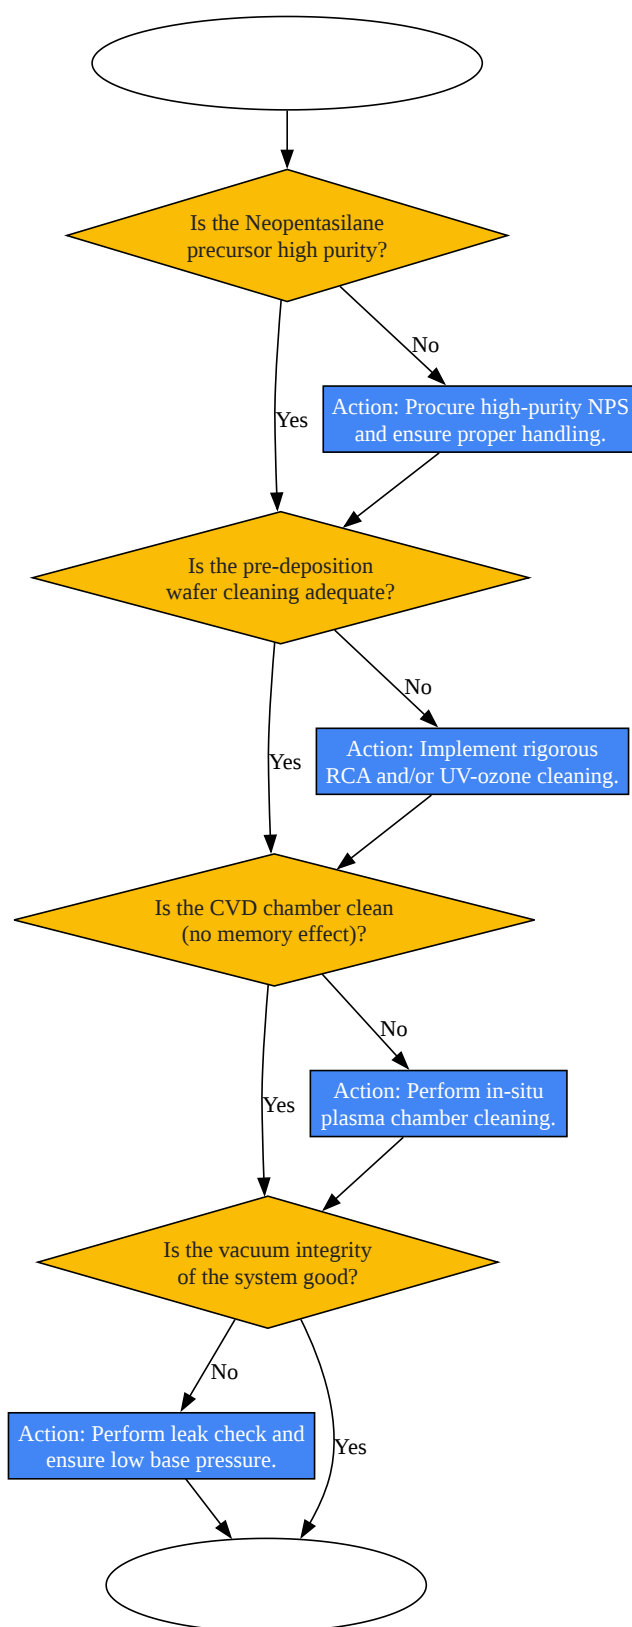 Is the Neopentasilane
precursor high purity?
No
Action: Procure high-purity NPS
and ensure proper handling.
Yes
Is the pre-deposition
wafer cleaning adequate?
No
Action: Implement rigorous
RCA and/or UV-ozone cleaning.
Yes
Is the CVD chamber clean
(no memory effect)?
No
Action: Perform in-situ
plasma chamber cleaning.
Yes
Is the vacuum integrity
of the system good?
No
Action: Perform leak check and
ensure low base pressure.
Yes